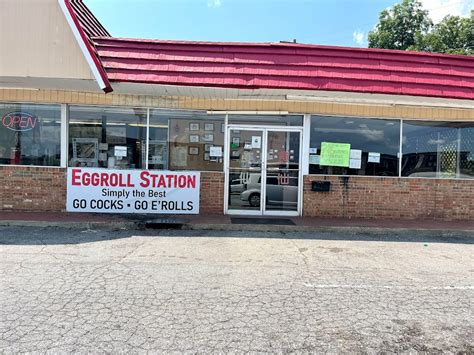 OPEN
EGGROLL STATION
Simply the Best
GO COCKS • GO E'ROLLS